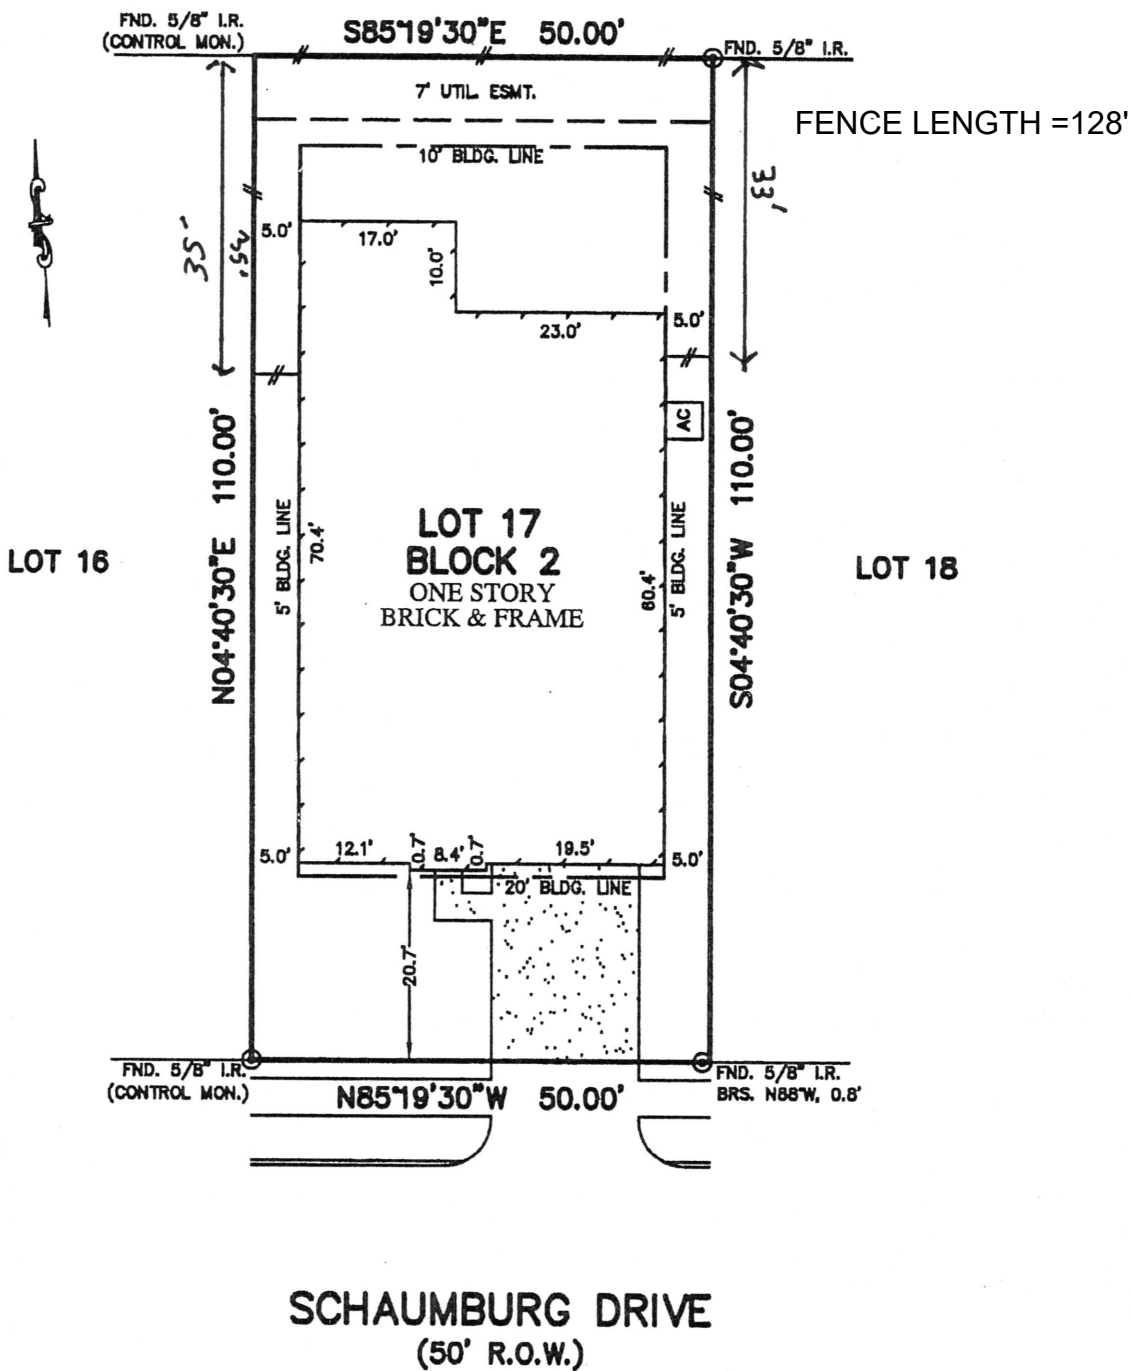 FND. 5/8" I.R.
(CONTROL MON.)
S85°19'30"E 50.00'
FND. 5/8" I.R.
7' UTIL. ESMT.
FENCE LENGTH =128'
10' BLDG. LINE
33'
35'
35'
5.0'
17.0'
10.0'
23.0'
5.0'
AC
N04°40'30"E 110.00'
S04°40'30"W 110.00'
5' BLDG. LINE
70.4'
LOT 17
BLOCK 2
ONE STORY
BRICK & FRAME
60.4'
5' BLDG. LINE
LOT 16
LOT 18
5.0'
12.1'
0.7'
8.4'
0.7'
19.5'
5.0'
20' BLDG. LINE
20.7'
FND. 5/8" I.R.
(CONTROL MON.)
N85°19'30"W 50.00'
FND. 5/8" I.R.
BRS. N88°W, 0.8'
SCHAUMBURG DRIVE
(50' R.O.W.)